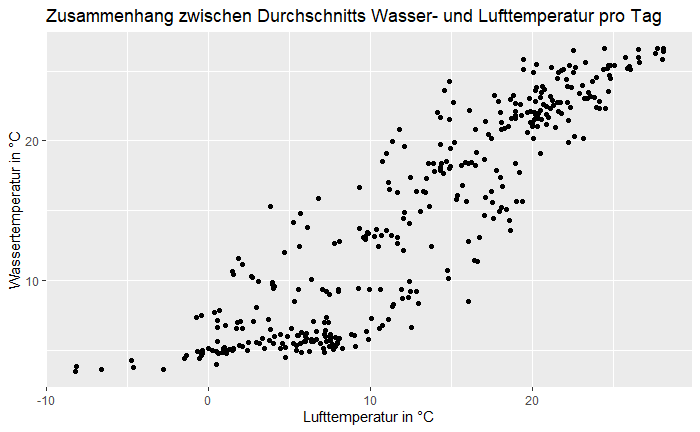 Zusammenhang zwischen Durchschnitts Wasser- und Lufttemperatur pro Tag
Wassertemperatur in °C
20
10
-10
0
10
20
Lufttemperatur in °C